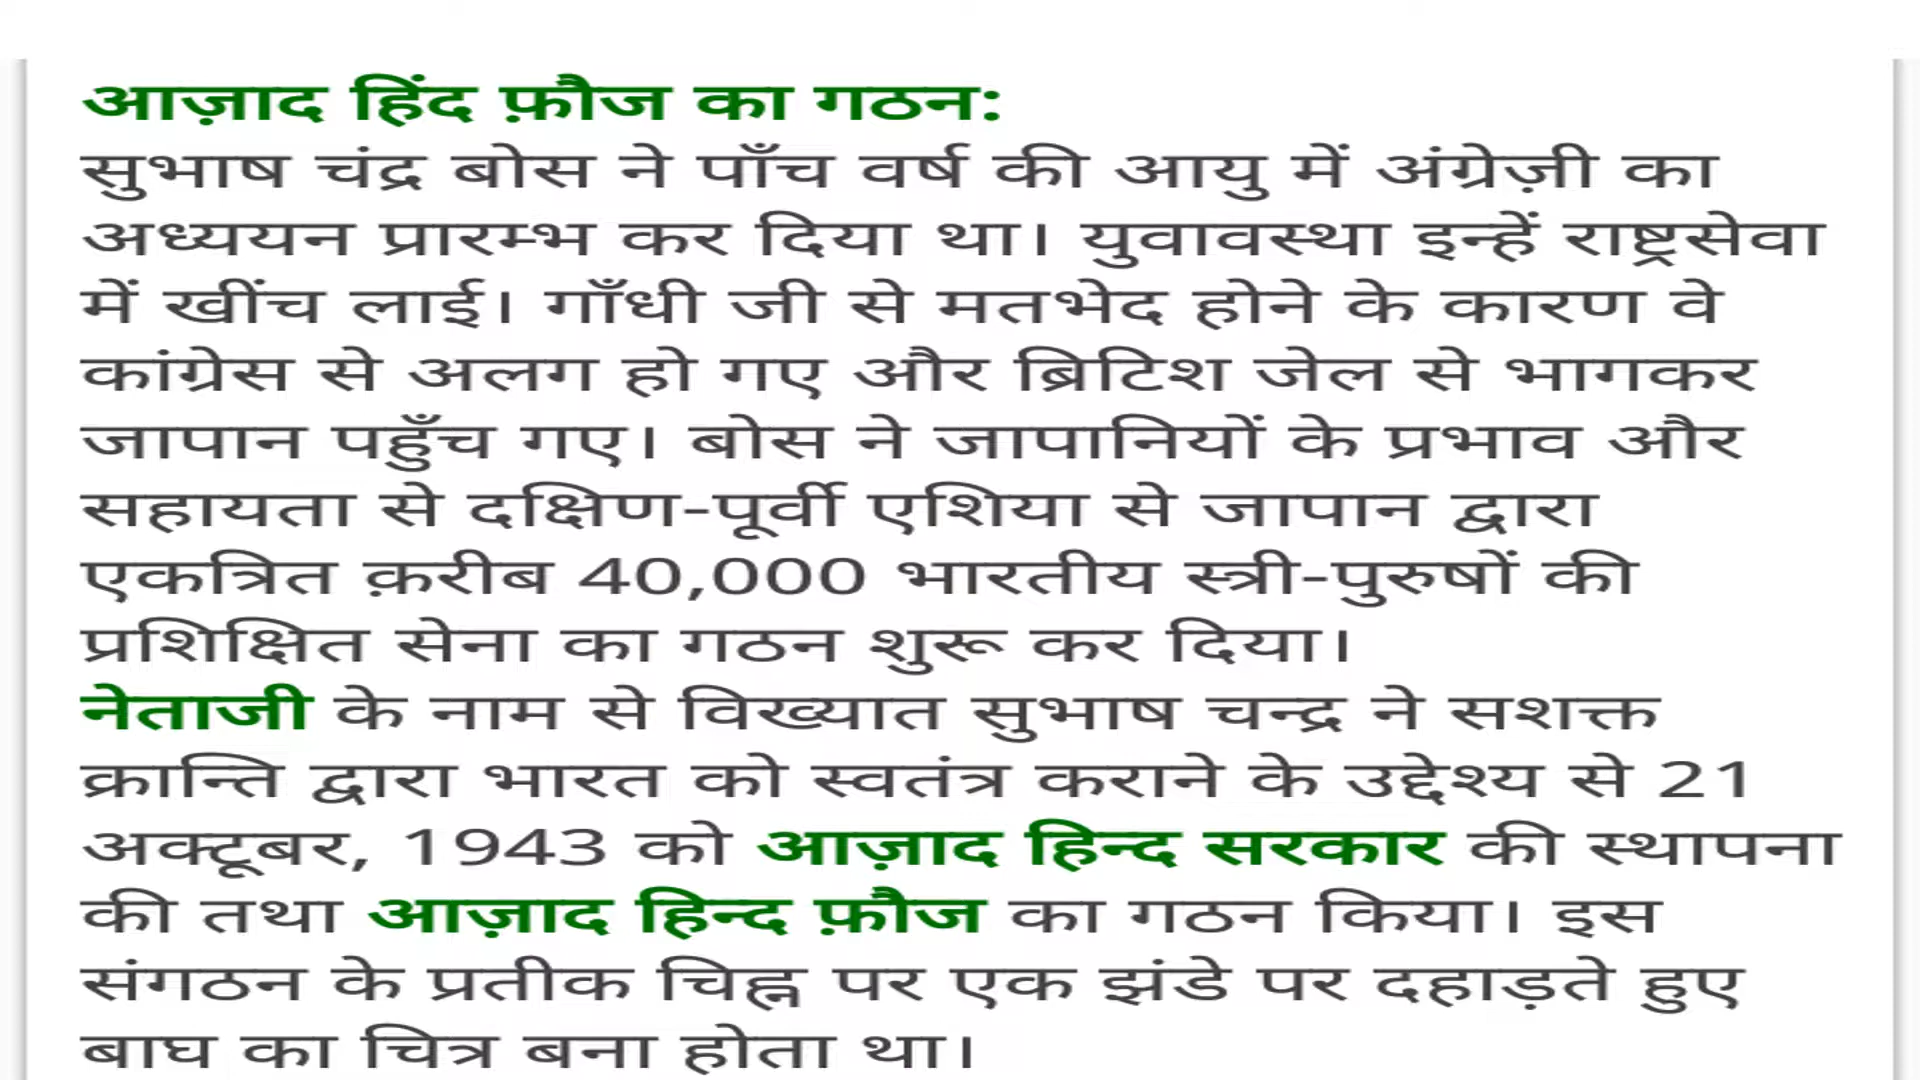 आज़ाद हिंद फ़ौज का गठन:
सुभाष चंद्र बोस ने पाँच वर्ष की आयु में अंग्रेज़ी का
अध्ययन प्रारम्भ कर दिया था। युवावस्था इन्हें राष्ट्रसेवा
में खींच लाई। गाँधी जी से मतभेद होने के कारण वे
कांग्रेस से अलग हो गए और ब्रिटिश जेल से भागकर
जापान पहुँच गए। बोस ने जापानियों के प्रभाव और
सहायता से दक्षिण-पूर्वी एशिया से जापान द्वारा
एकत्रित क़रीब 40,000 भारतीय स्त्री-पुरुषों की
प्रशिक्षित सेना का गठन शुरू कर दिया।
नेताजी के नाम से विख्यात सुभाष चन्द्र ने सशक्त
क्रान्ति द्वारा भारत को स्वतंत्र कराने के उद्देश्य से 21
अक्टूबर, 1943 को आज़ाद हिन्द सरकार की स्थापना
की तथा आज़ाद हिन्द फ़ौज का गठन किया। इस
संगठन के प्रतीक चिह्न पर एक झंडे पर दहाड़ते हुए
बाघ का चित्र बना होता था।